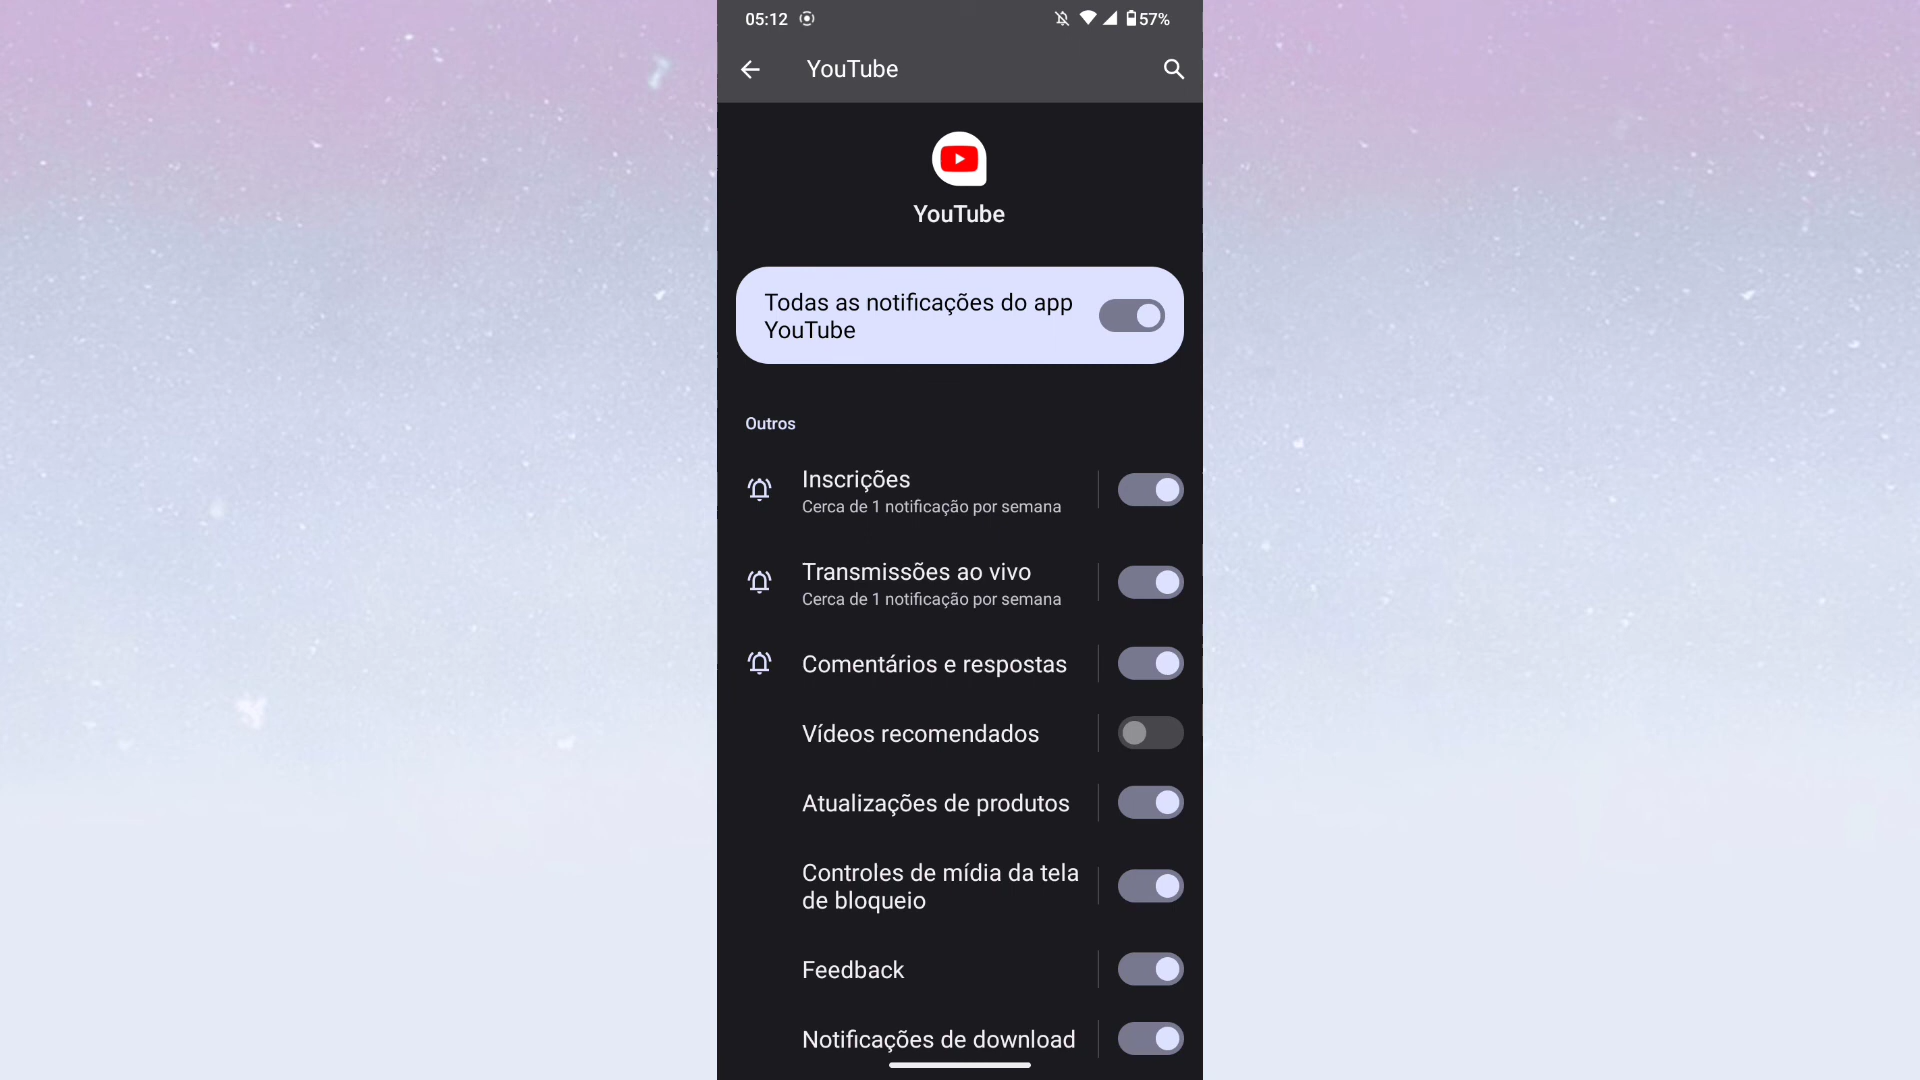 05:12
57%
YouTube
YouTube
Todas as notificações do app
YouTube
Outros
Inscrições
Cerca de 1 notificação por semana
Transmissões ao vivo
Cerca de 1 notificação por semana
Comentários e respostas
Vídeos recomendados
Atualizações de produtos
Controles de mídia da tela
de bloqueio
Feedback
Notificações de download